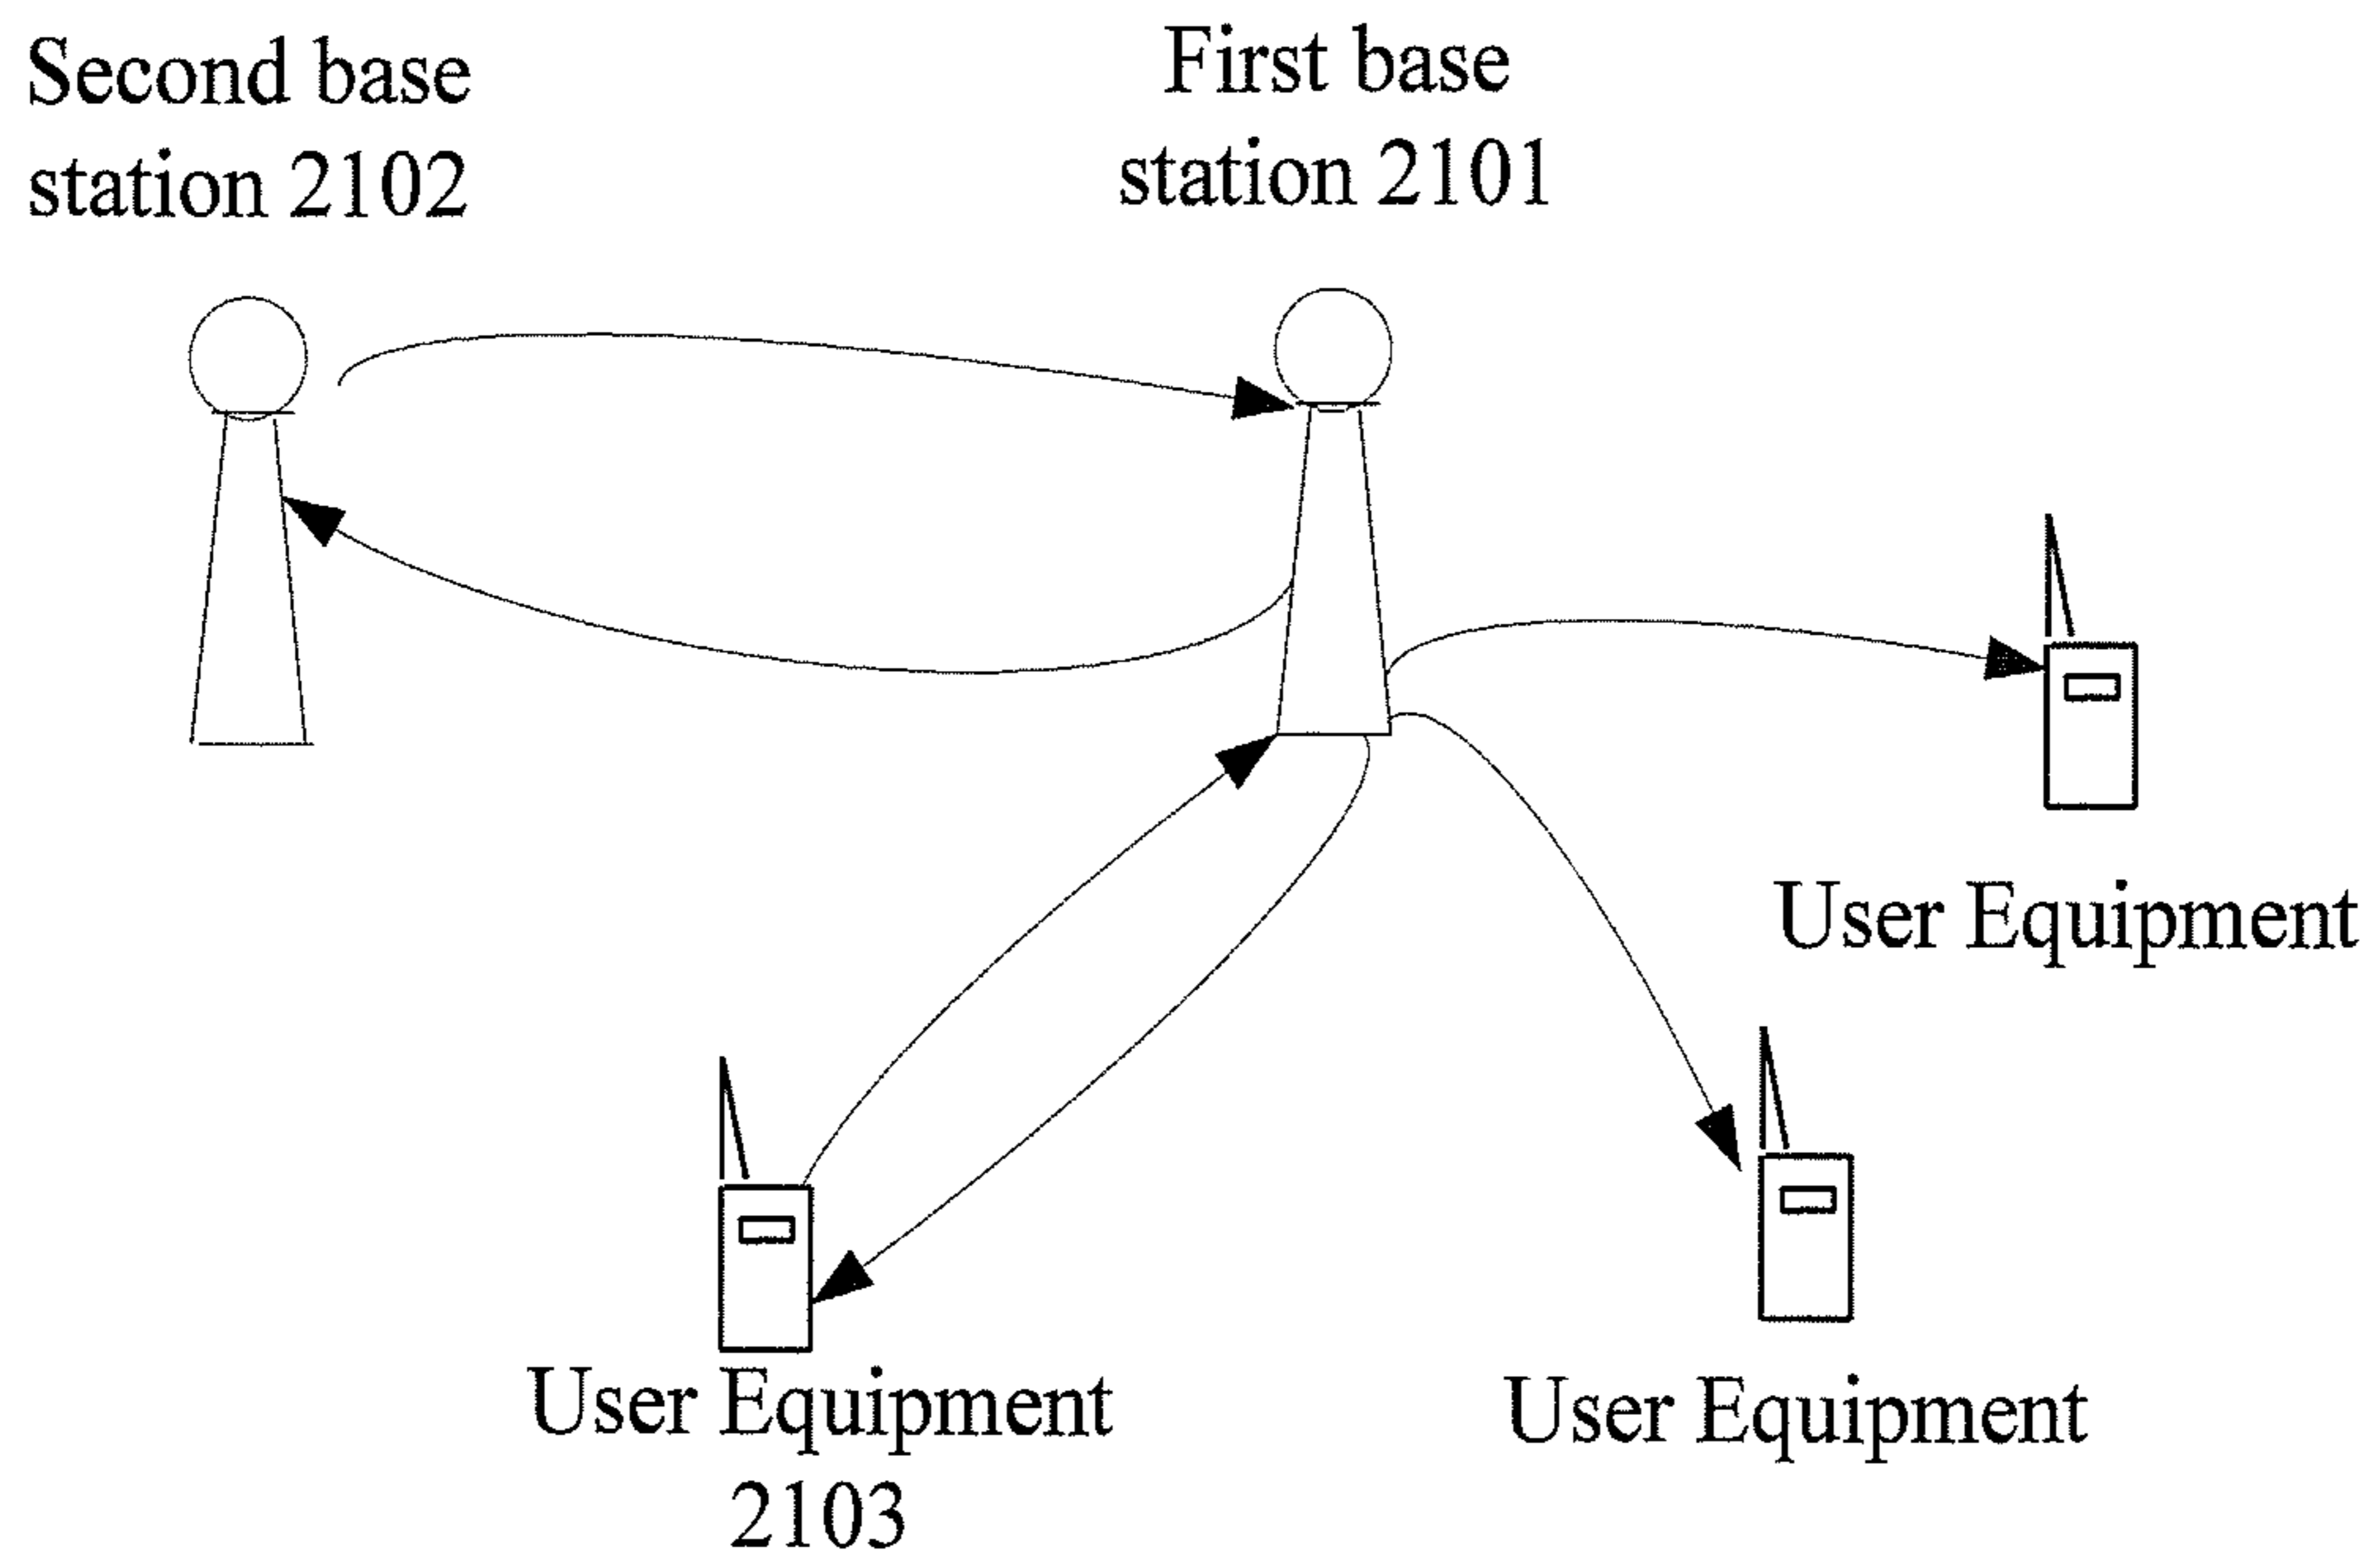 Second base
station 2102
First base
station 2101
User Equipment
User Equipment
2103
User Equipment